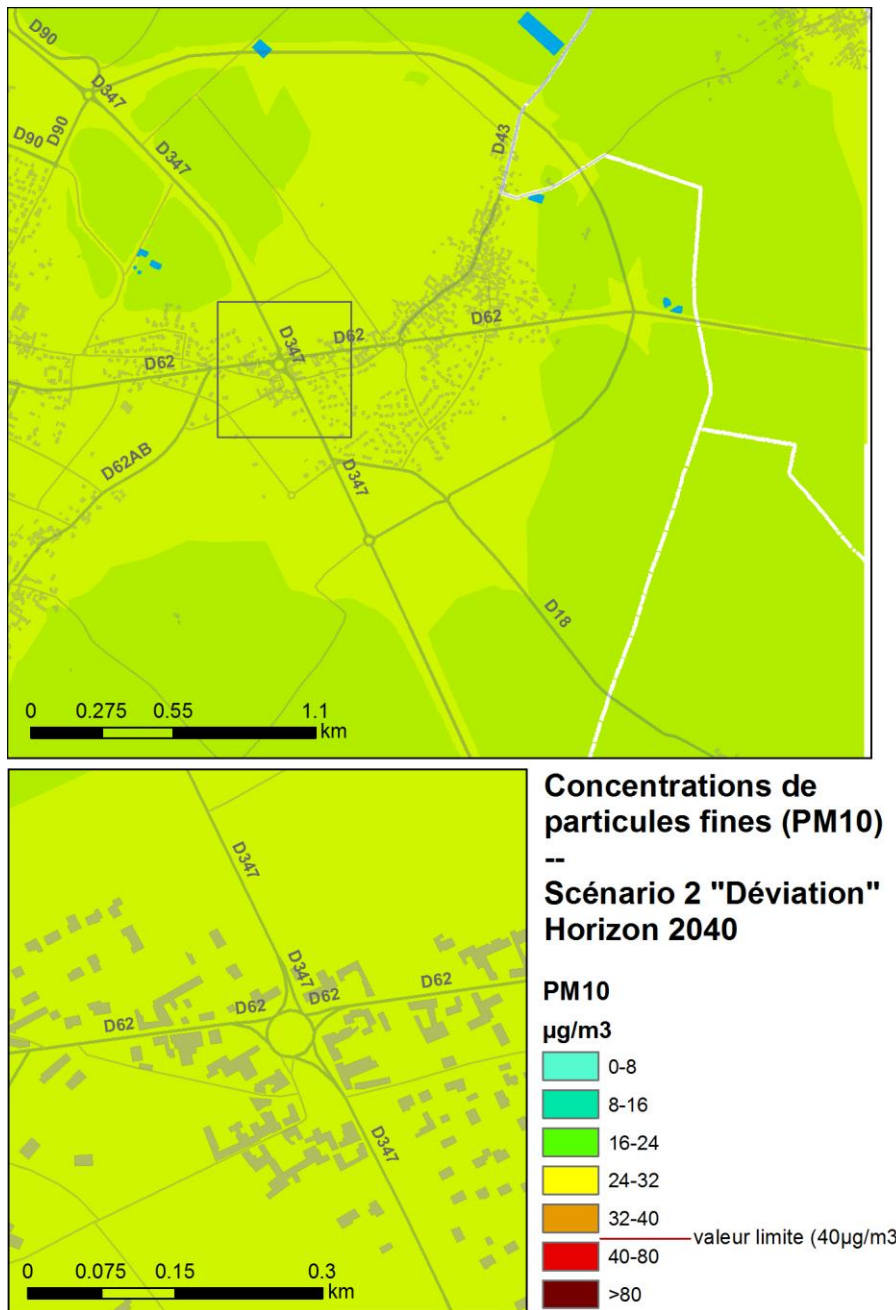 D90
D347
D90
D90
D347
D43
D62
D62
D347
D62
D347
D62AB
D18
0 0.275 0.55 1.1
km
Concentrations de
particules fines (PM10)
--
Scénario 2 "Déviation"
Horizon 2040
PM10
µg/m3
0-8
8-16
16-24
24-32
32-40
valeur limite (40µg/m3
40-80
>80
D347
D347
D62
D62
D62
D62
D347
0 0.075 0.15 0.3
km